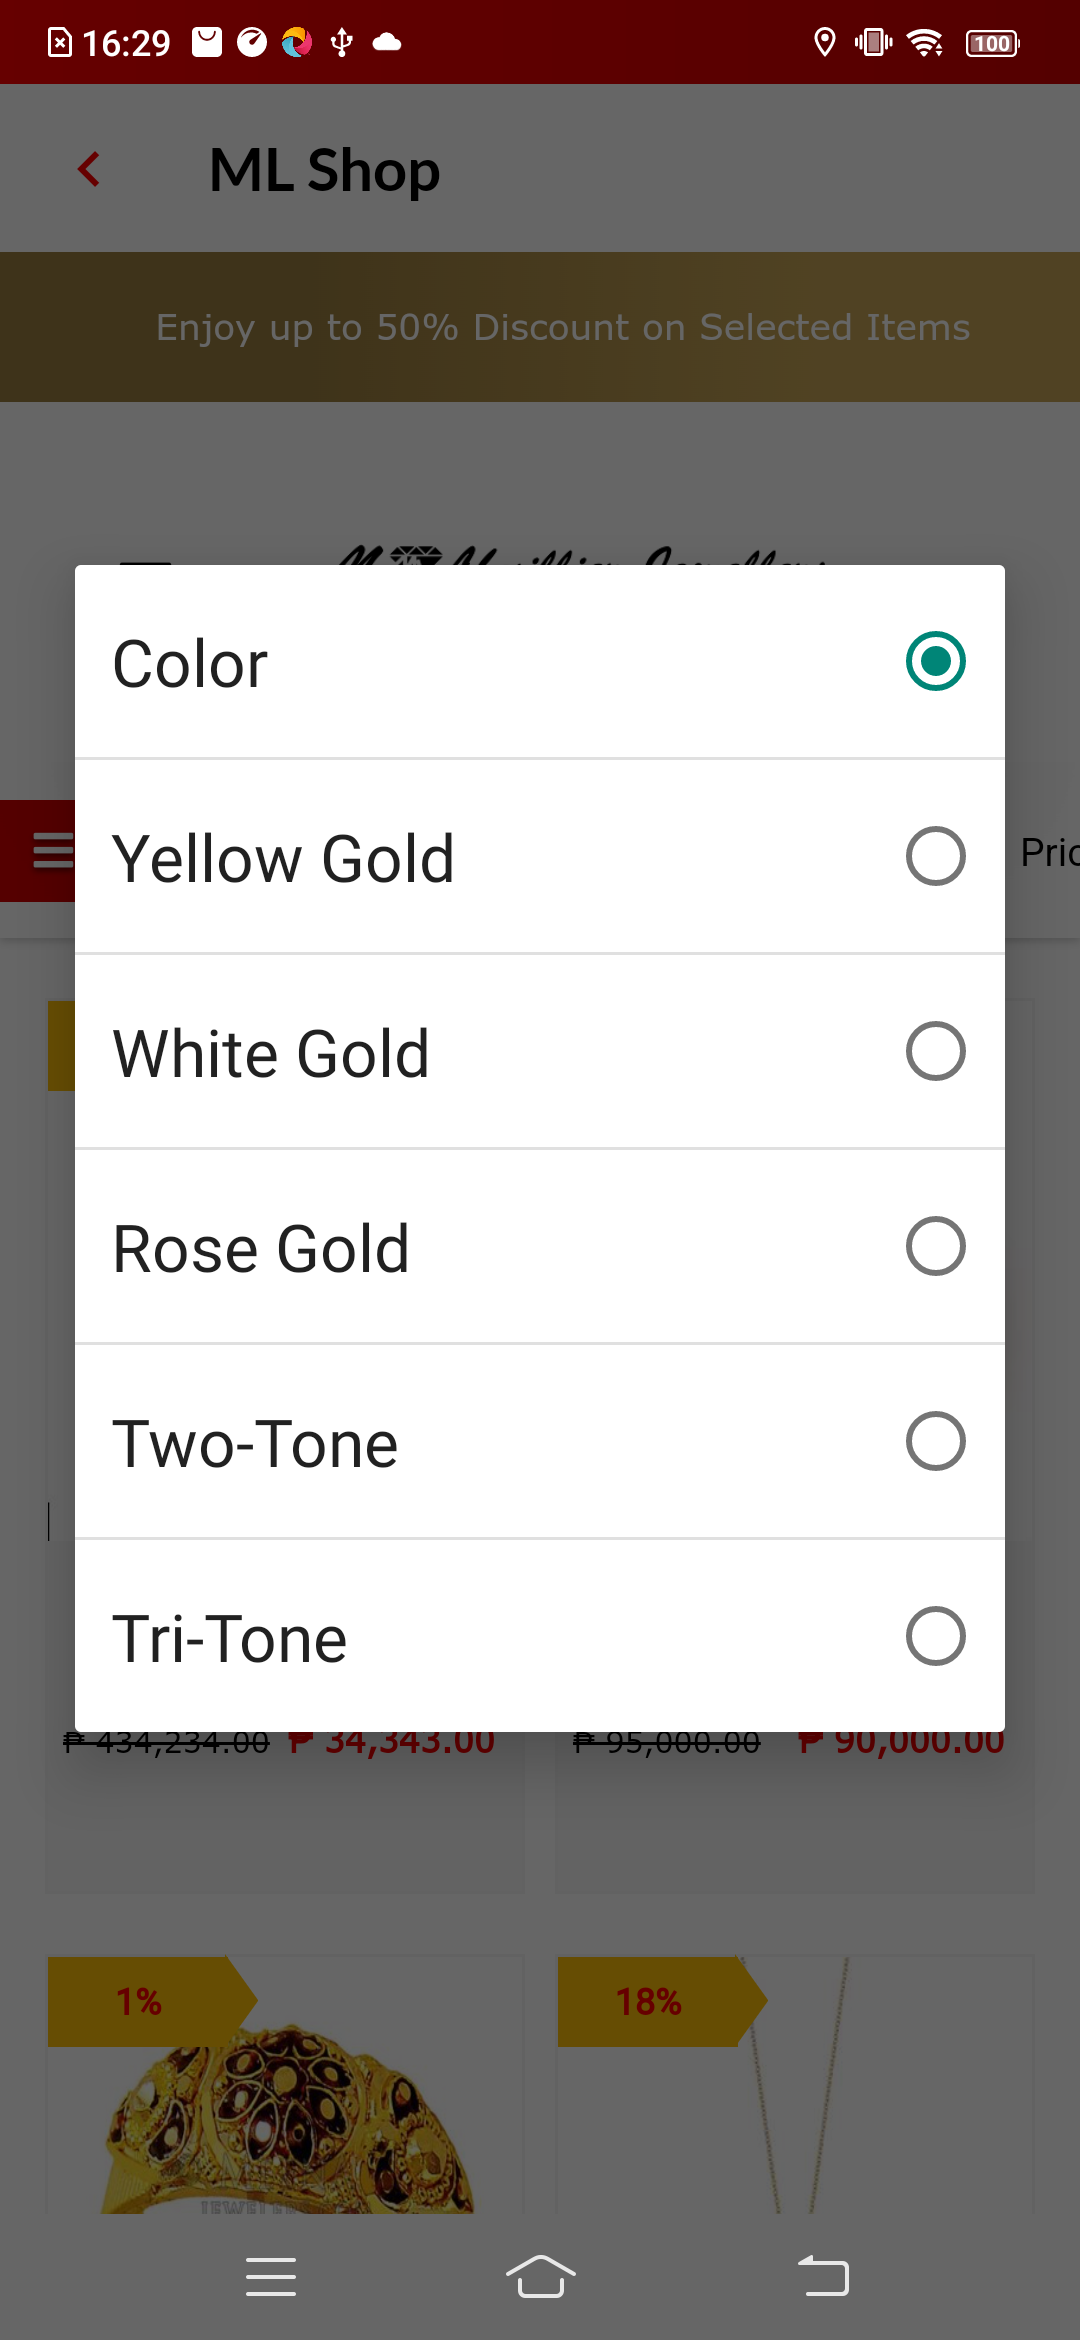 16:29
100
ML Shop
Enjoy up to 50% Discount on Selected Items
Color
Yellow Gold
White Gold
Rose Gold
Two-Tone
Tri-Tone
₱ 434,234.00 ₱ 34,343.00
₱ 95,000.00 ₱ 90,000.00
1%
18%